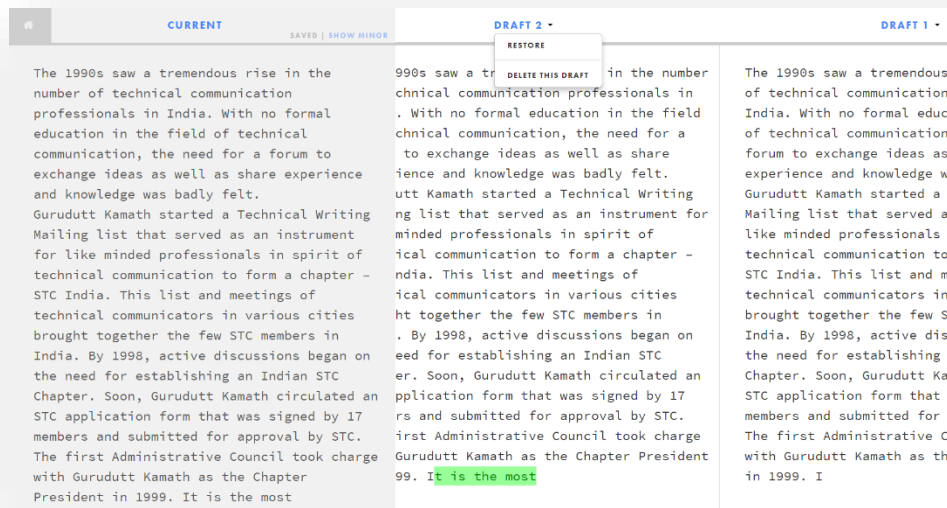 CURRENT
SAVED | SHOW MINOR
The 1990s saw a tremendous rise in the
number of technical communication
professionals in India. With no formal
education in the field of technical
communication, the need for a forum to
exchange ideas as well as share experience
and knowledge was badly felt.
Gurudutt Kamath started a Technical Writing
Mailing list that served as an instrument
for like minded professionals in spirit of
technical communication to form a chapter –
STC India. This list and meetings of
technical communicators in various cities
brought together the few STC members in
India. By 1998, active discussions began on
the need for establishing an Indian STC
Chapter. Soon, Gurudutt Kamath circulated an
STC application form that was signed by 17
members and submitted for approval by STC.
The first Administrative Council took charge
with Gurudutt Kamath as the Chapter
President in 1999. It is the most
DRAFT 2
RESTORE
DELETE THIS DRAFT
990s saw a tr in the number
chnical communication professionals in
. With no formal education in the field
chnical communication, the need for a
to exchange ideas as well as share
ience and knowledge was badly felt.
utt Kamath started a Technical Writing
ng list that served as an instrument for
minded professionals in spirit of
ical communication to form a chapter –
ndia. This list and meetings of
ical communicators in various cities
ht together the few STC members in
. By 1998, active discussions began on
eed for establishing an Indian STC
er. Soon, Gurudutt Kamath circulated an
pplication form that was signed by 17
rs and submitted for approval by STC.
irst Administrative Council took charge
Gurudutt Kamath as the Chapter President
99. It is the most
DRAFT 1
The 1990s saw a tremendous
of technical communication
India. With no formal educ
of technical communication
forum to exchange ideas as
experience and knowledge w
Gurudutt Kamath started a
Mailing list that served a
like minded professionals
technical communication to
STC India. This list and m
technical communicators in
brought together the few S
India. By 1998, active dis
the need for establishing
Chapter. Soon, Gurudutt Ka
STC application form that
members and submitted for
The first Administrative C
with Gurudutt Kamath as th
in 1999. I